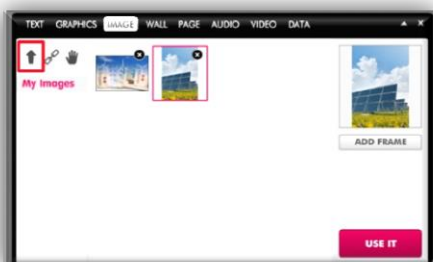 TEXT GRAPHICS IMAGE WALL PAGE AUDIO VIDEO DATA
My Images
ADD FRAME
USE IT